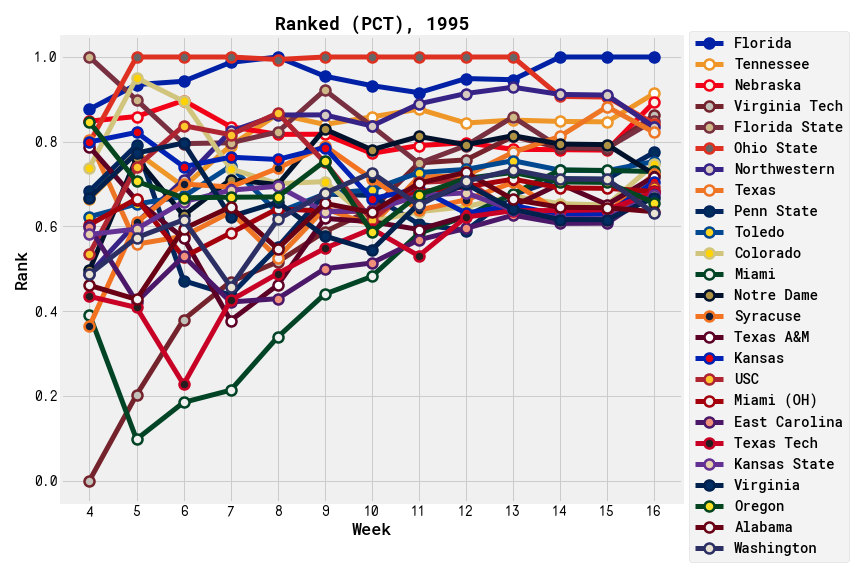 Ranked (PCT), 1995
1.0
0.8
0.6
0.4
0.2
0.0
Rank
4 5 6 7 8 9 10 11 12 13 14 15 16
Week
Florida
Tennessee
Nebraska
Virginia Tech
Florida State
Ohio State
Northwestern
Texas
Penn State
Toledo
Colorado
Miami
Notre Dame
Syracuse
Texas A&M
Kansas
USC
Miami (OH)
East Carolina
Texas Tech
Kansas State
Virginia
Oregon
Alabama
Washington